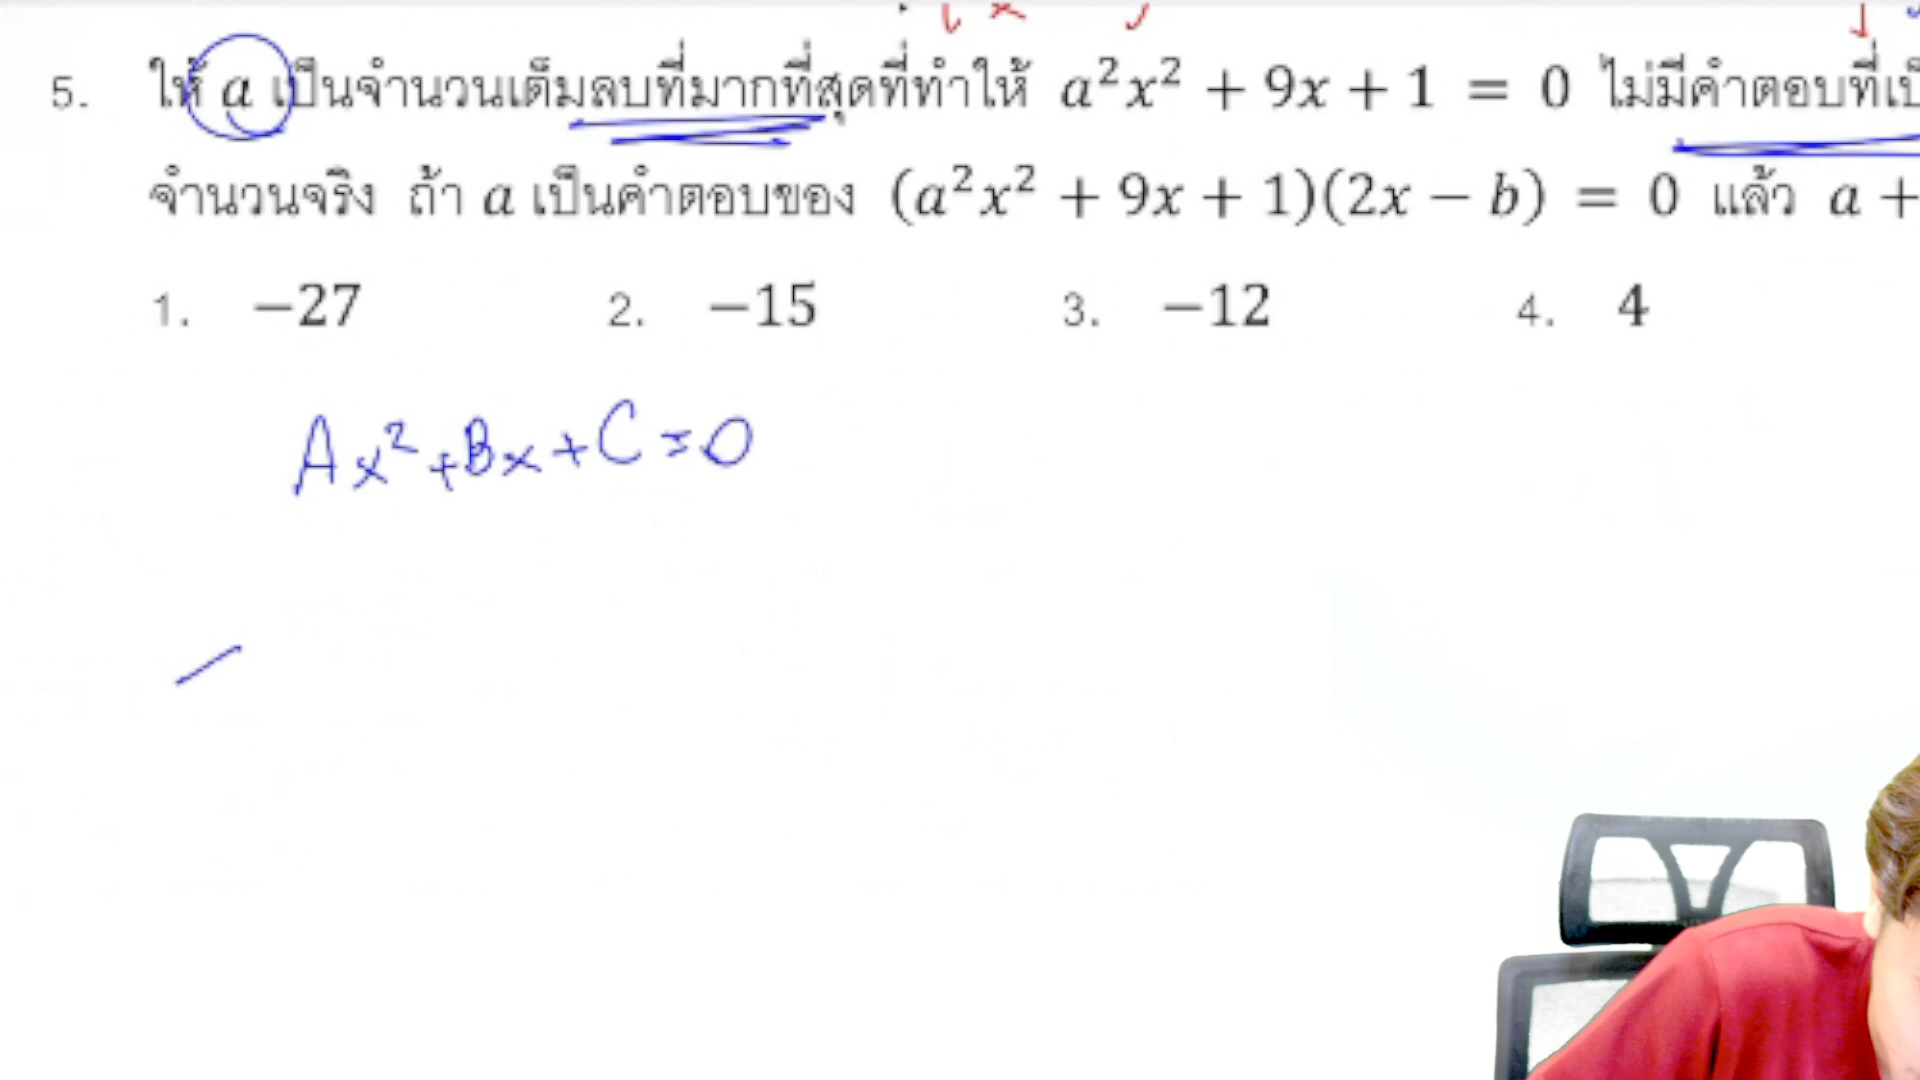 5. ให้ a เป็นจำนวนเต็มลบที่มากที่สุดที่ทำให้ a²x² + 9x + 1 = 0 ไม่มีคำตอบที่
จำนวนจริง ถ้า a เป็นคำตอบของ (a²x² + 9x + 1)(2x − b) = 0 แล้ว a +
1. −27 2. −15 3. −12 4. 4
Ax² + Bx + C = 0